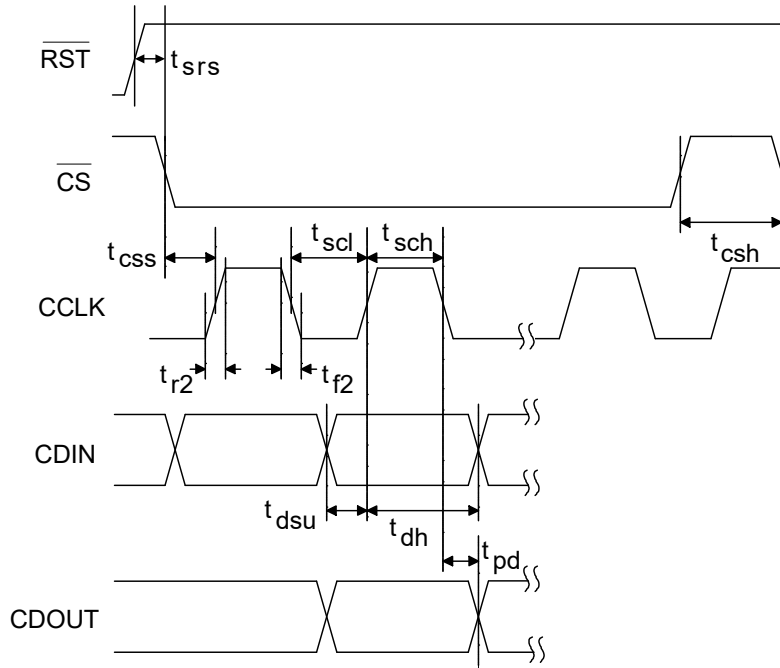 RST
t srs
CS
t css
t scl
t sch
t csh
CCLK
t r2
t f2
CDIN
t dsu
t dh
t pd
CDOUT